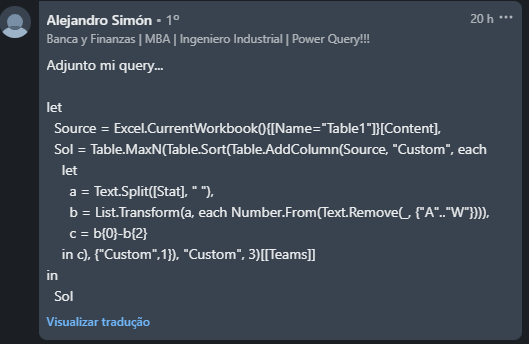 Alejandro Simón • 1º
20 h •••
Banca y Finanzas | MBA | Ingeniero Industrial | Power Query!!!
Adjunto mi query...
let
Source = Excel.CurrentWorkbook(){[Name="Table1"]}[Content],
Sol = Table.MaxN(Table.Sort(Table.AddColumn(Source, "Custom", each
let
a = Text.Split([Stat], " "),
b = List.Transform(a, each Number.From(Text.Remove(_, {"A".."W"}))),
c = b{0}-b{2}
in c), {"Custom",1}), "Custom", 3)[[Teams]]
in
Sol
Visualizar tradução